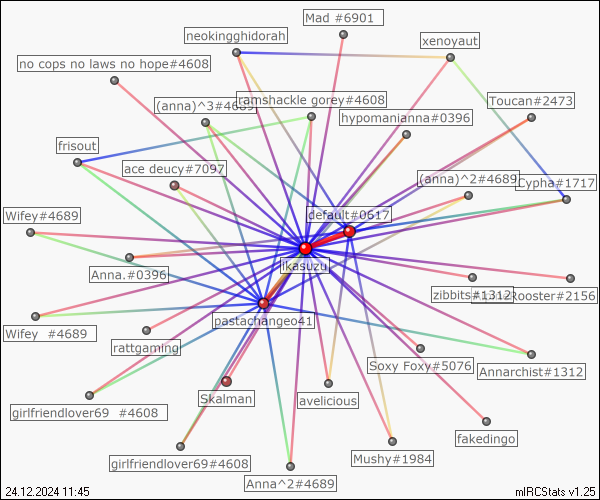 Mad #6901
neokingghidorah
xenoyaut
no cops no laws no hope#4608
(anna)^3#4689
ramshackle gorey#4608
Toucan#2473
hypomanianna#0396
frisout
ace deucy#7097
(anna)^2#4689
Cypha#1717
Wifey#4689
default#0617
ikasuzu
Anna.#0396
zibbits#1312
Rooster#2156
pastachangeo41
Wifey  #4689
rattgaming
Soxy Foxy#5076
Annarchist#1312
Skalman
avelicious
girlfriendlover69  #4608
fakedingo
girlfriendlover69#4608
Mushy#1984
Anna^2#4689
24.12.2024 11:45
mIRCStats v1.25